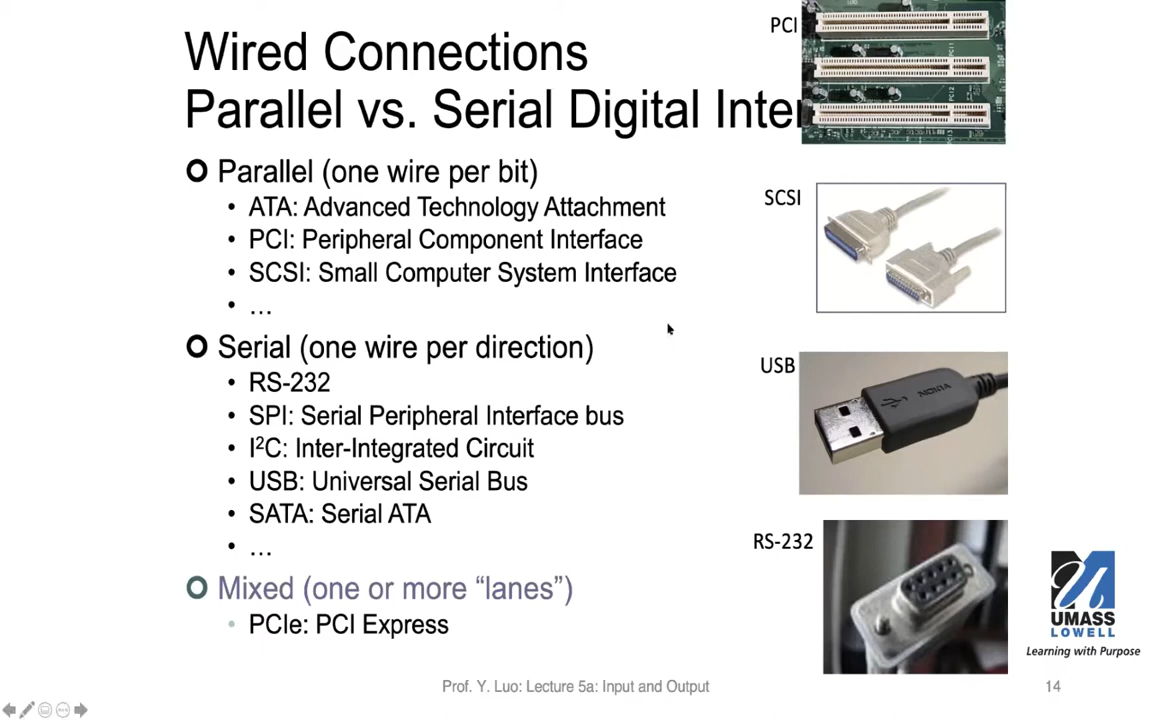 Wired Connections
Parallel vs. Serial Digital Inter
Parallel (one wire per bit)
• ATA: Advanced Technology Attachment
• PCI: Peripheral Component Interface
• SCSI: Small Computer System Interface
• …
Serial (one wire per direction)
• RS-232
• SPI: Serial Peripheral Interface bus
• I²C: Inter-Integrated Circuit
• USB: Universal Serial Bus
• SATA: Serial ATA
• …
Mixed (one or more “lanes”)
• PCIe: PCI Express
PCI
PCI1
PCI2
SCSI
USB
NOKIA
RS-232
UMASS
LOWELL
Learning with Purpose
Prof. Y. Luo: Lecture 5a: Input and Output
14